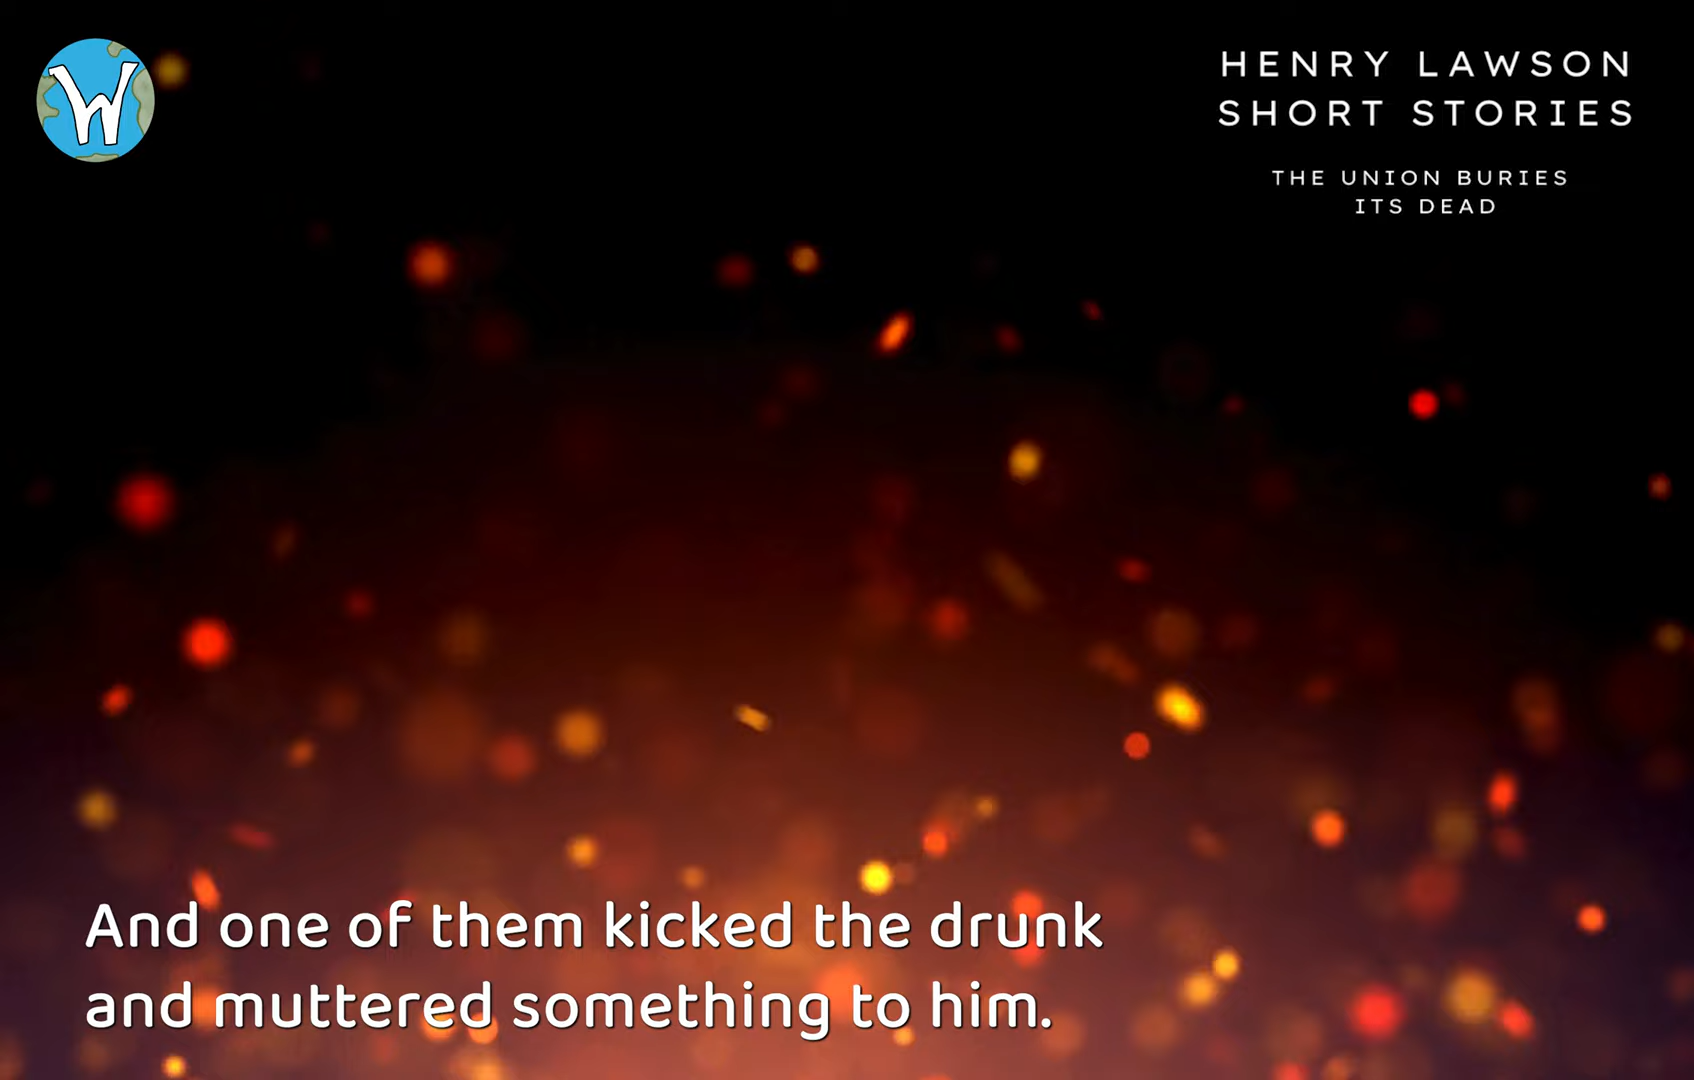 W
HENRY LAWSON
SHORT STORIES
THE UNION BURIES
ITS DEAD
And one of them kicked the drunk
and muttered something to him.